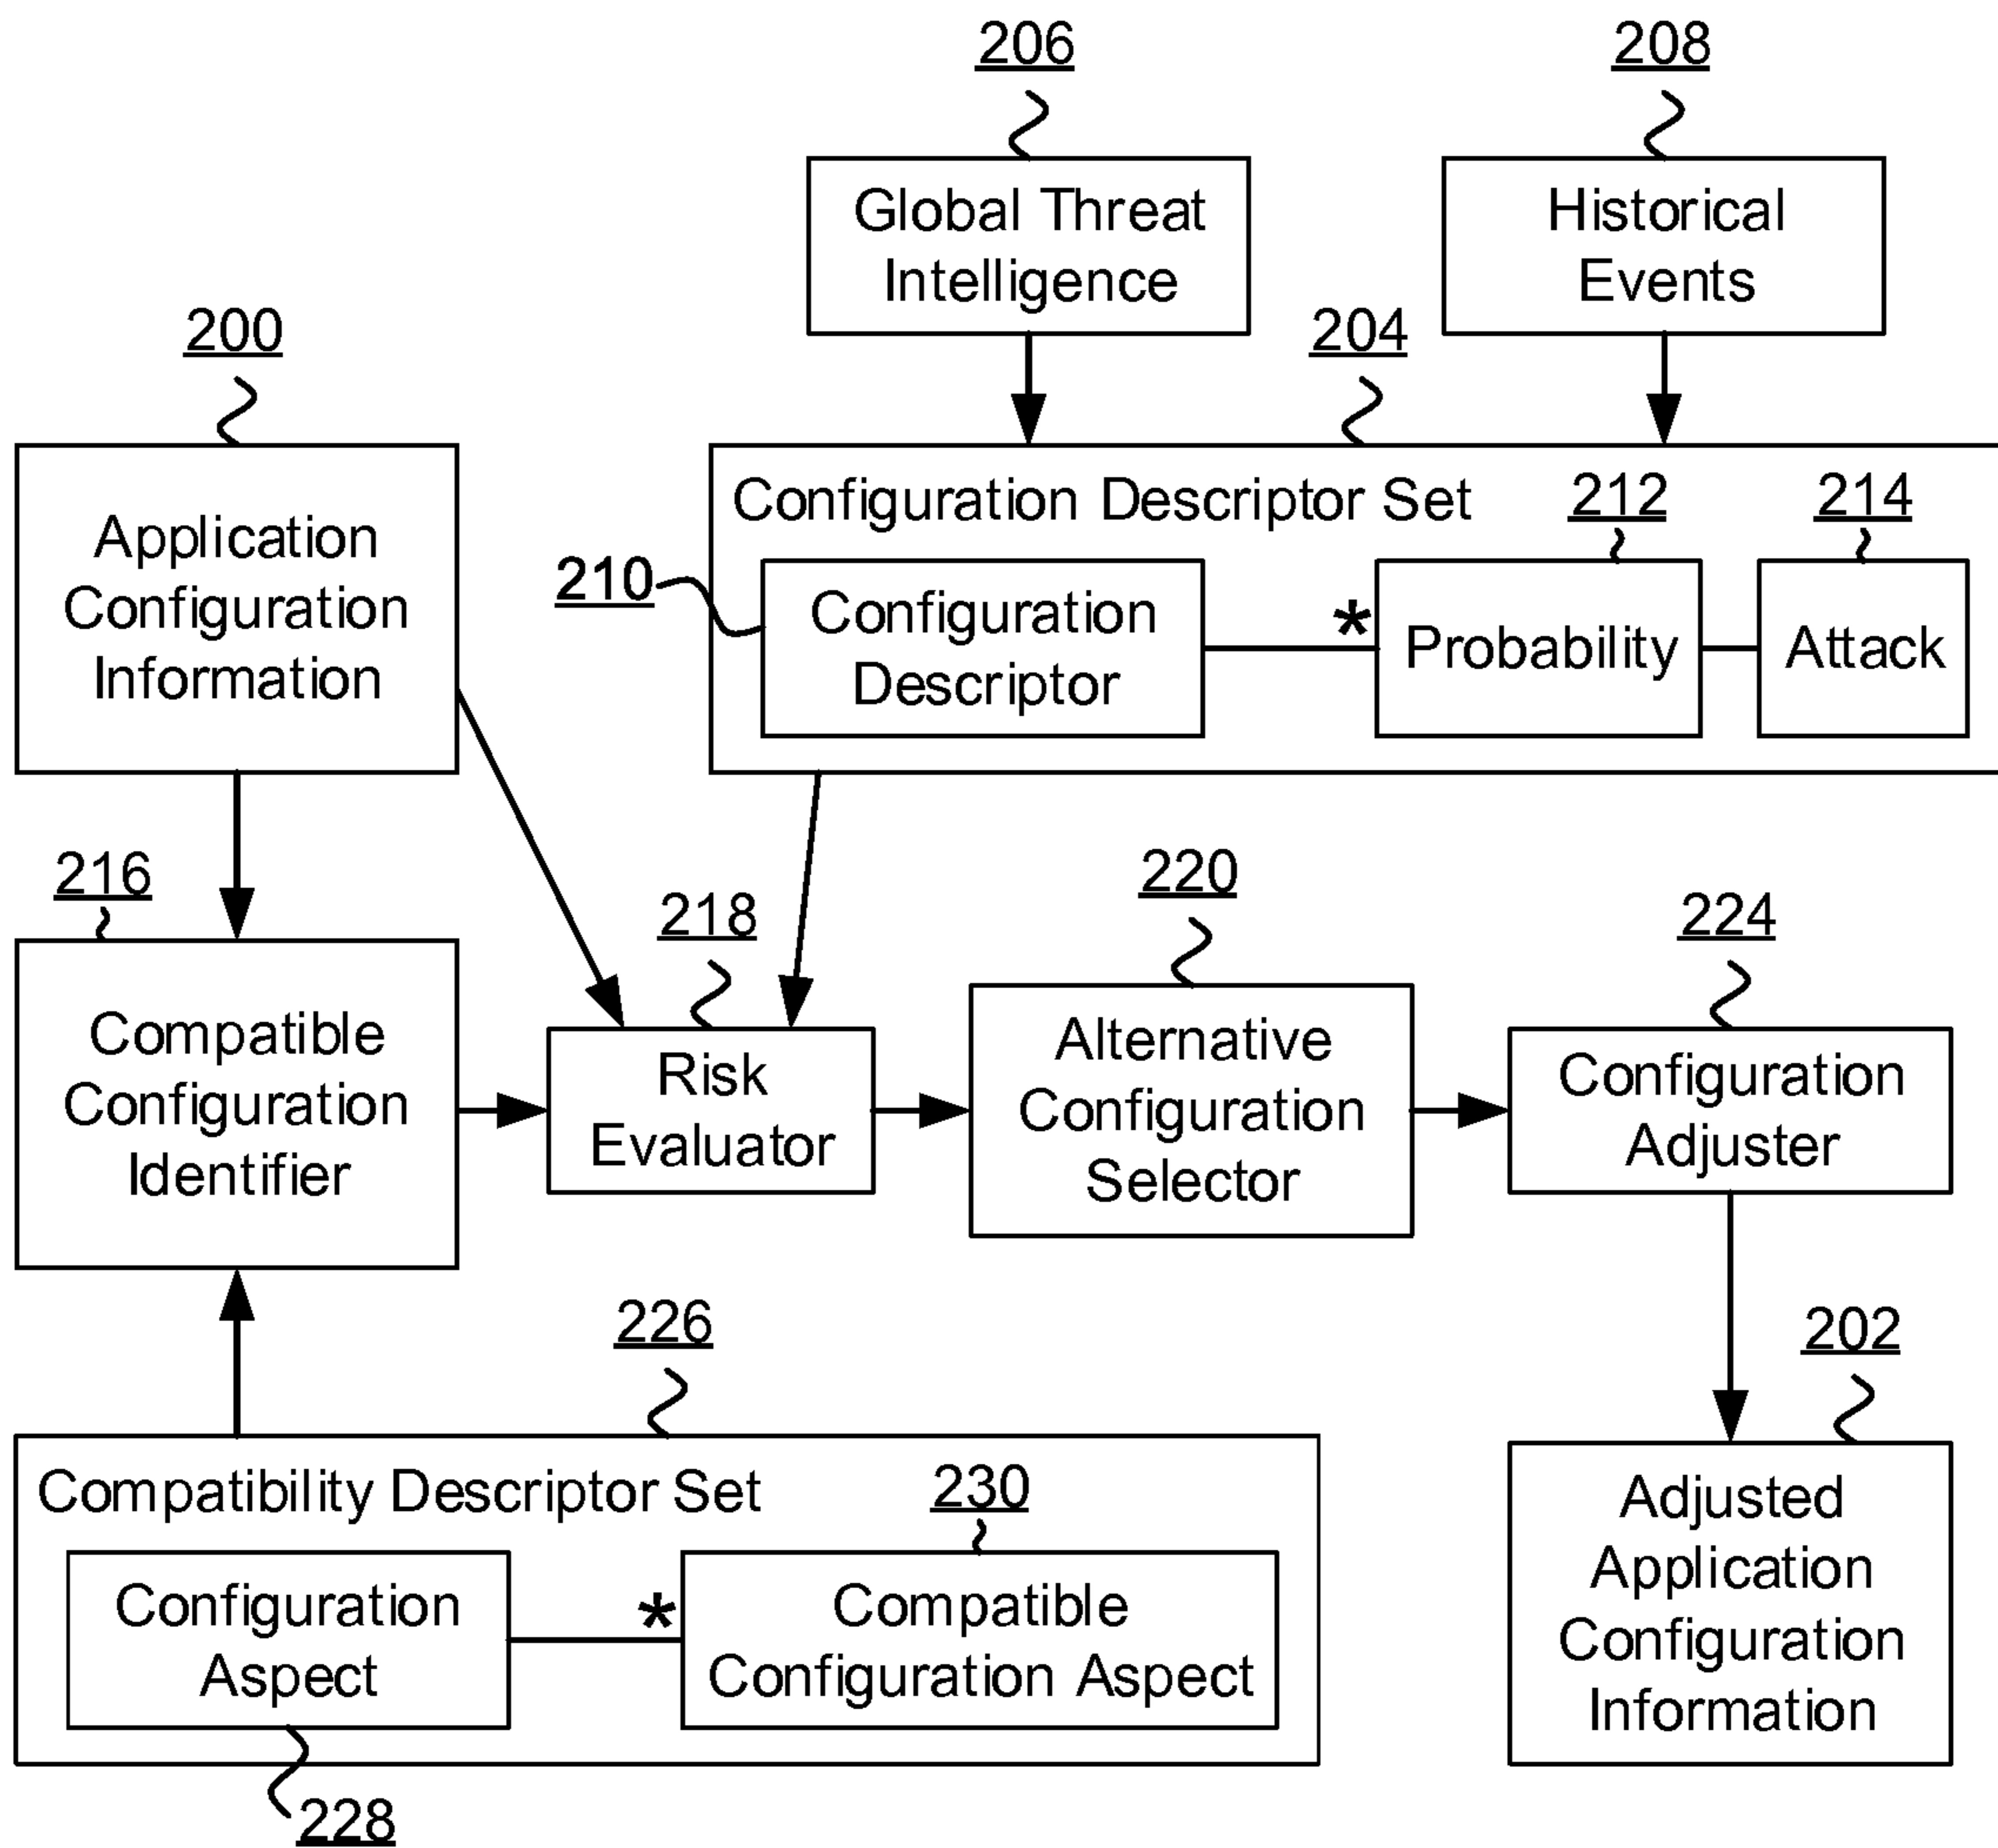 206
208
Global Threat
Intelligence
Historical
Events
200
204
Application
Configuration
Information
Configuration Descriptor Set
212
214
210
Configuration
Descriptor
*
Probability
Attack
216
218
220
224
Compatible
Configuration
Identifier
Risk
Evaluator
Alternative
Configuration
Selector
Configuration
Adjuster
226
202
Compatibility Descriptor Set
230
Configuration
Aspect
*
Compatible
Configuration Aspect
228
Adjusted
Application
Configuration
Information